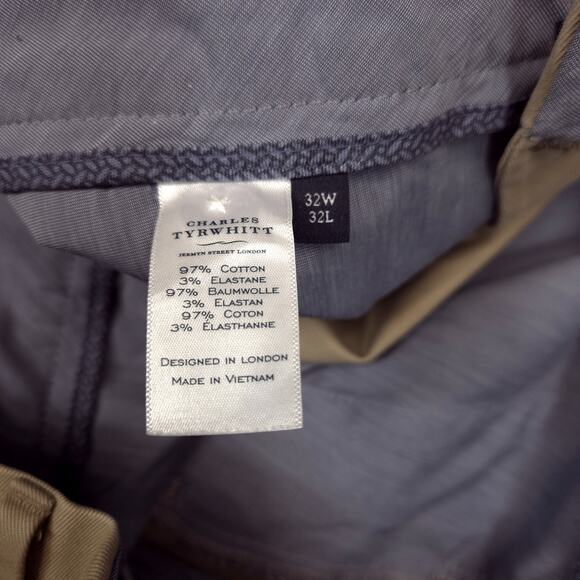 CHARLES
TYRWHITT
JERMYN STREET LONDON
97% COTTON
3% ELASTANE
97% BAUMWOLLE
3% ELASTAN
97% COTON
3% ELASTHANNE
DESIGNED IN LONDON
MADE IN VIETNAM
32W
32L